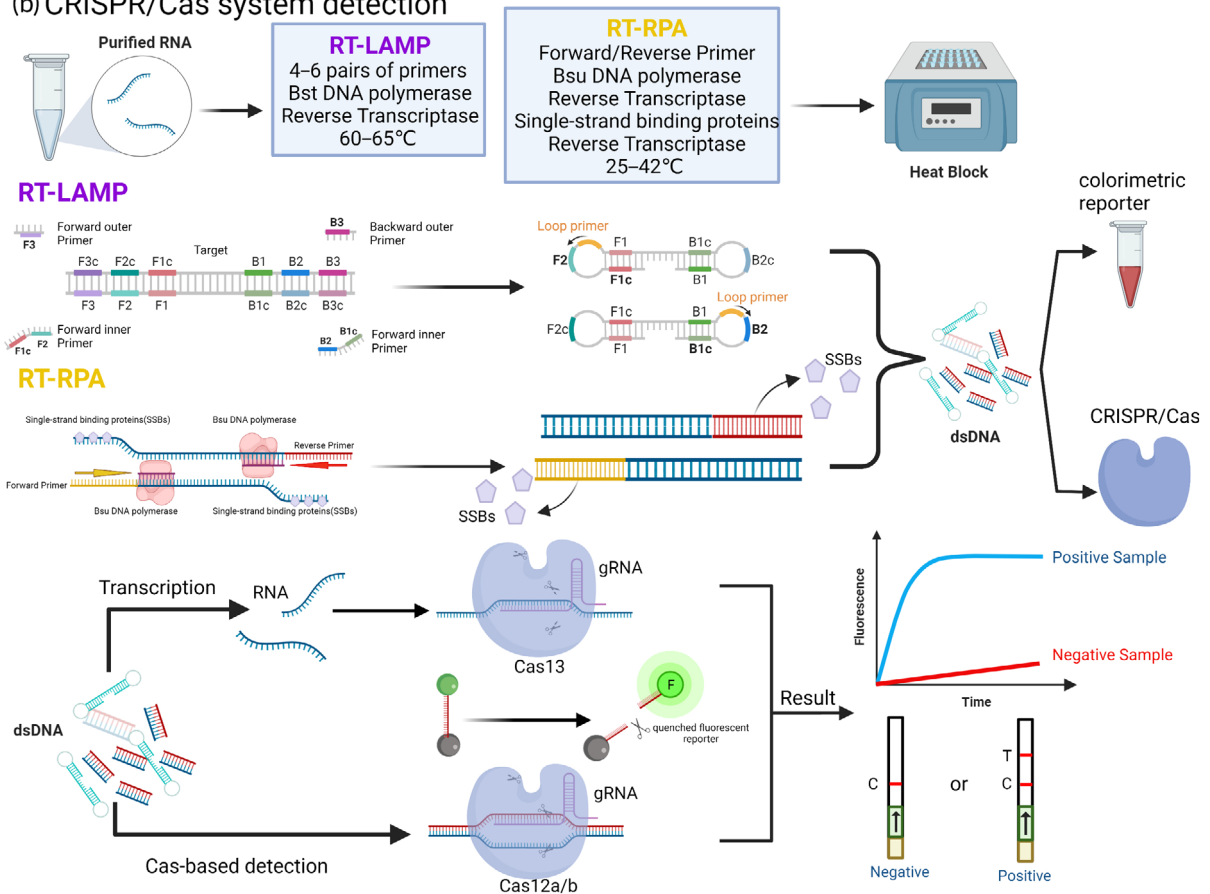 (b) CRISPR/Cas system detection
Purified RNA
RT-LAMP
4–6 pairs of primers
Bst DNA polymerase
Reverse Transcriptase
60–65℃
RT-RPA
Forward/Reverse Primer
Bsu DNA polymerase
Reverse Transcriptase
Single-strand binding proteins
Reverse Transcriptase
25–42℃
Heat Block
RT-LAMP
F3
Forward outer
Primer
Target
B3
Backward outer
Primer
F3c F2c F1c B1 B2 B3
F3 F2 F1 B1c B2c B3c
F1c F2
Forward inner
Primer
B2 B1c
Forward inner
Primer
Loop primer
F2
F1
F1c
B1c
B1
B2c
Loop primer
F2c
F1c
F1
B1
B1c
B2
colorimetric
reporter
dsDNA
CRISPR/Cas
RT-RPA
Single-strand binding proteins(SSBs)
Bsu DNA polymerase
Reverse Primer
Forward Primer
Bsu DNA polymerase
Single-strand binding proteins(SSBs)
SSBs
SSBs
Transcription
RNA
gRNA
Cas13
dsDNA
F
quenched fluorescent
reporter
gRNA
Cas12a/b
Cas-based detection
Result
Fluorescence
Positive Sample
Negative Sample
Time
C
or
T
C
Negative
Positive